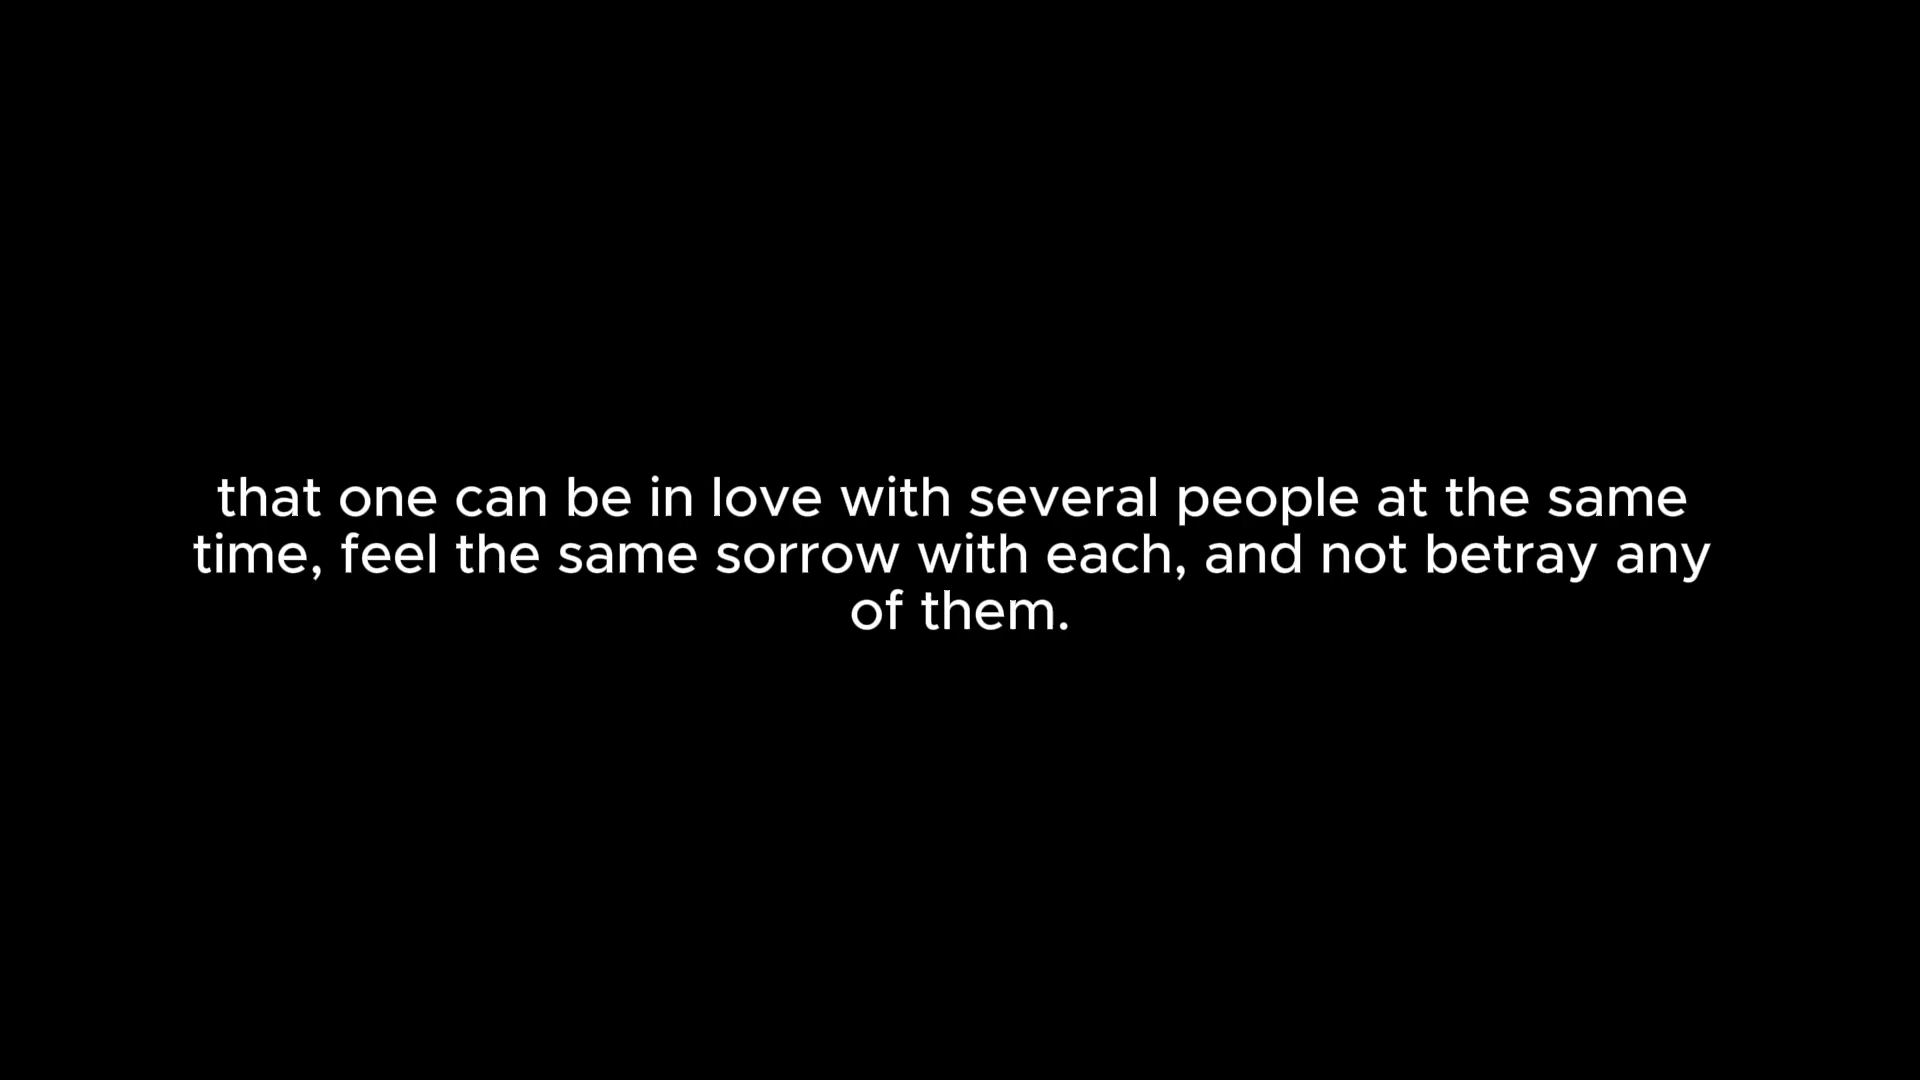 that one can be in love with several people at the same
time, feel the same sorrow with each, and not betray any
of them.